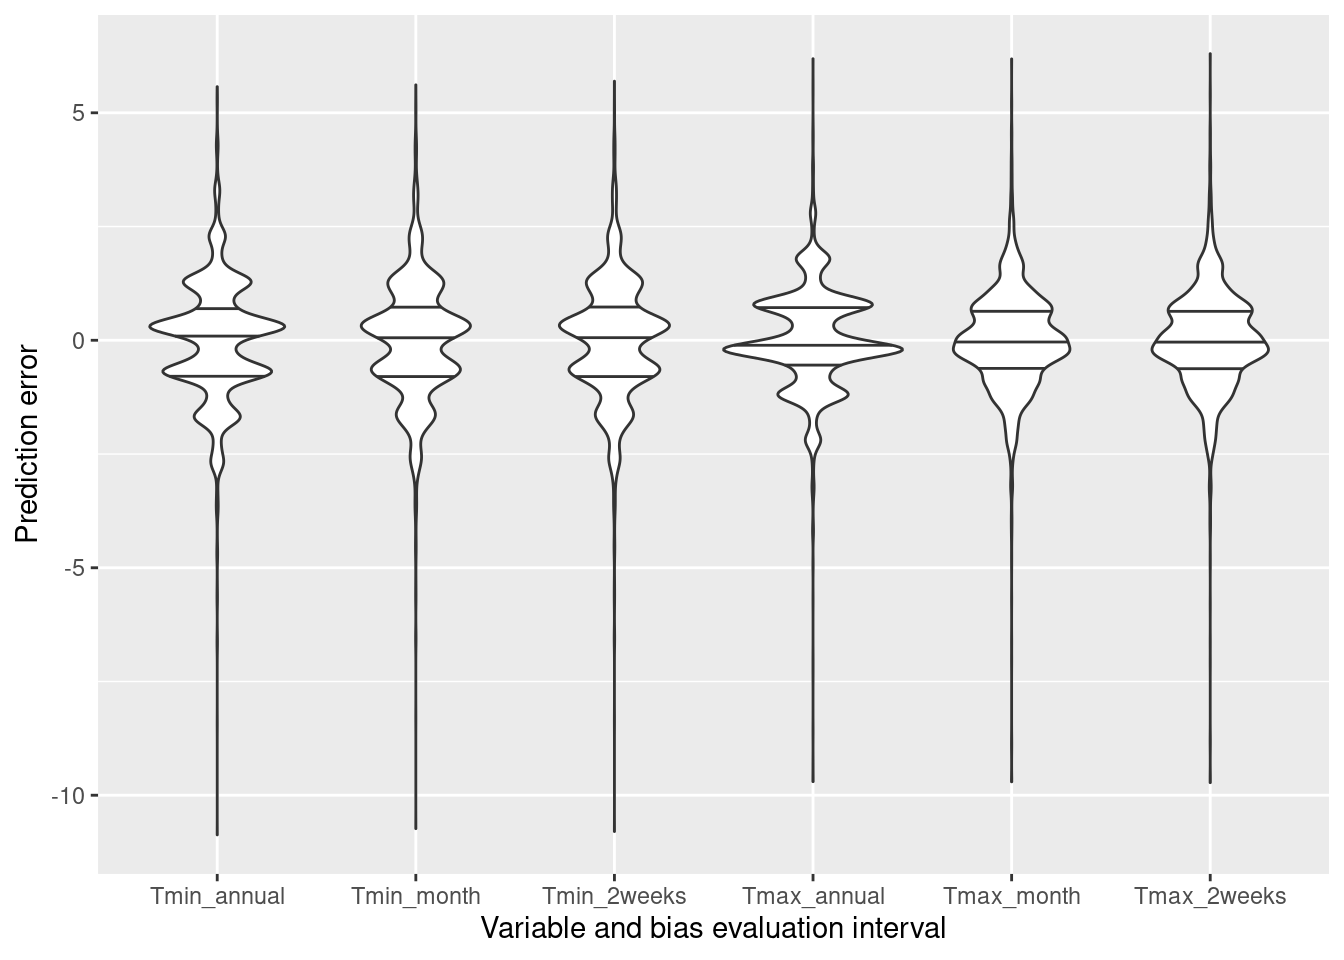 Prediction error
5
0
-5
-10
Tmin_annual Tmin_month Tmin_2weeks Tmax_annual Tmax_month Tmax_2weeks
Variable and bias evaluation interval